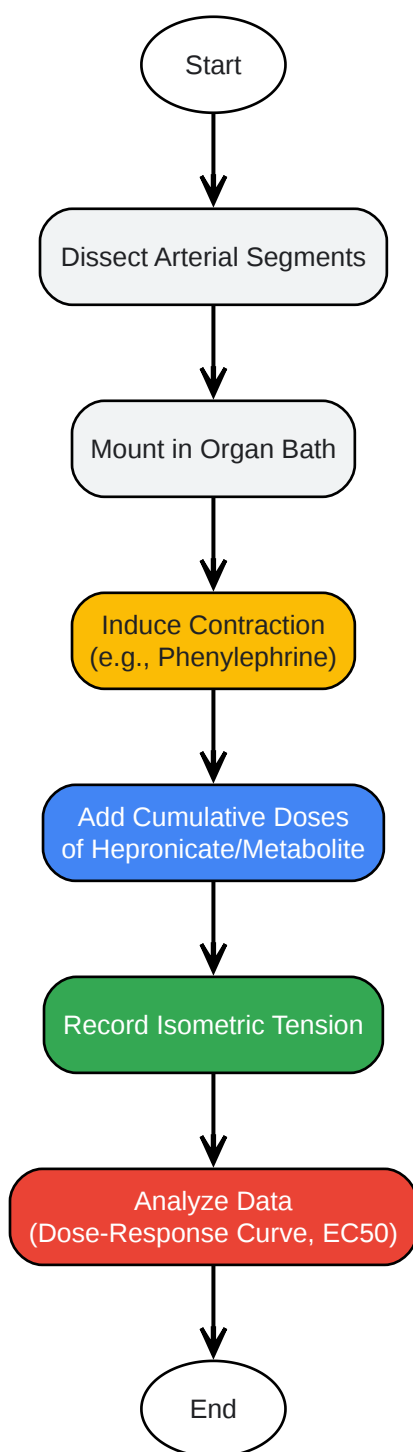 Start
Dissect Arterial Segments
Mount in Organ Bath
Induce Contraction
(e.g., Phenylephrine)
Add Cumulative Doses
of Hepronicate/Metabolite
Record Isometric Tension
Analyze Data
(Dose-Response Curve, EC50)
End